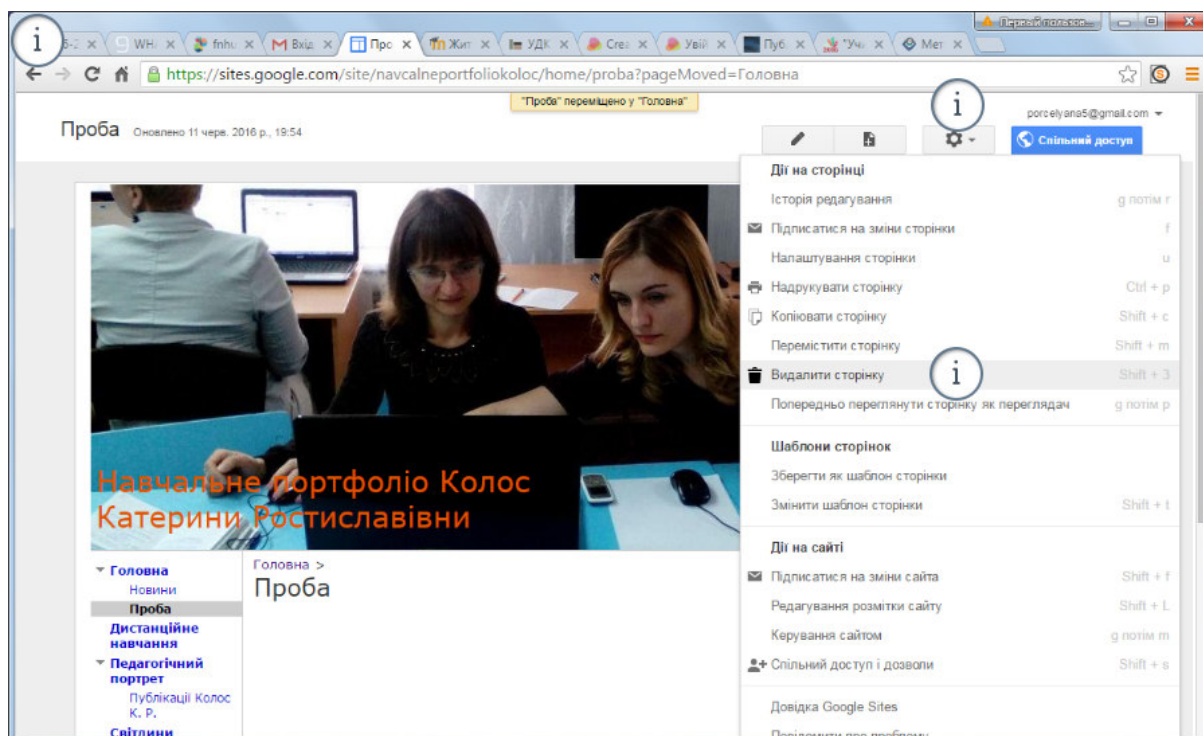 i
WH
fnhu
Вхід
Про
Жит
УДК
Crea
Увій
Пуб
"Учи
Мет
https://sites.google.com/site/navcalneportfoliokoloc/home/proba?pageMoved=Головна
"Проба" переміщено у "Головна"
i
porcelyana5@gmail.com
Проба Оновлено 11 черв. 2016 р., 19:54
Спільний доступ
Дії на сторінці
Історія редагування g потім r
Підписатися на зміни сторінки f
Налаштування сторінки u
Надрукувати сторінку Ctrl + p
Копіювати сторінку Shift + c
Перемістити сторінку Shift + m
Видалити сторінку i Shift + 3
Попередньо переглянути сторінку як переглядач g потім p
Шаблони сторінок
Зберегти як шаблон сторінки
Змінити шаблон сторінки Shift + t
Дії на сайті
Підписатися на зміни сайта Shift + f
Редагування розмітки сайту Shift + L
Керування сайтом g потім m
Спільний доступ і дозволи Shift + s
Довідка Google Sites
Повідомити про проблему
Навчальне портфоліо Колос
Катерини Ростиславівни
Головна
Новини
Проба
Дистанційне
навчання
Педагогічний
портрет
Публікації Колос
К. Р.
Світлини
Головна >
Проба